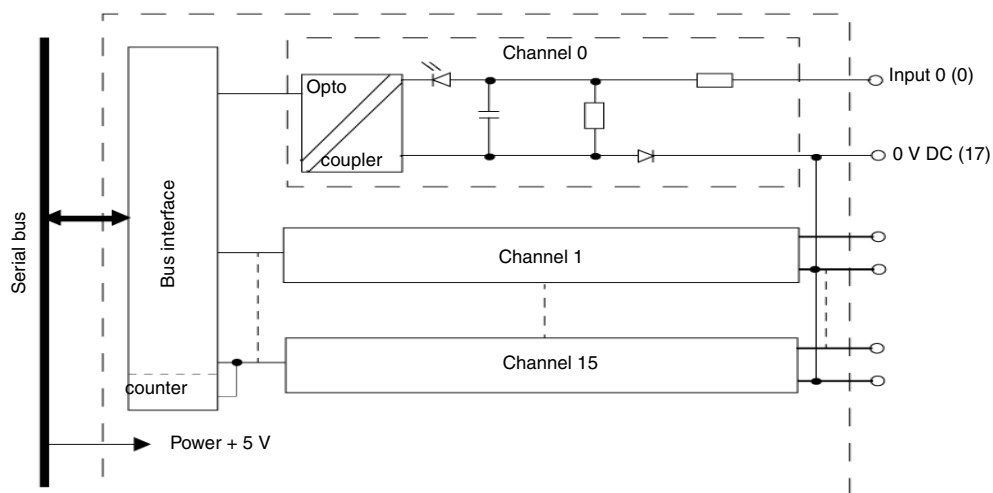 Channel 0
Opto
coupler
Input 0 (0)
0 V DC (17)
Serial bus
Bus interface
Channel 1
Channel 15
counter
Power + 5 V